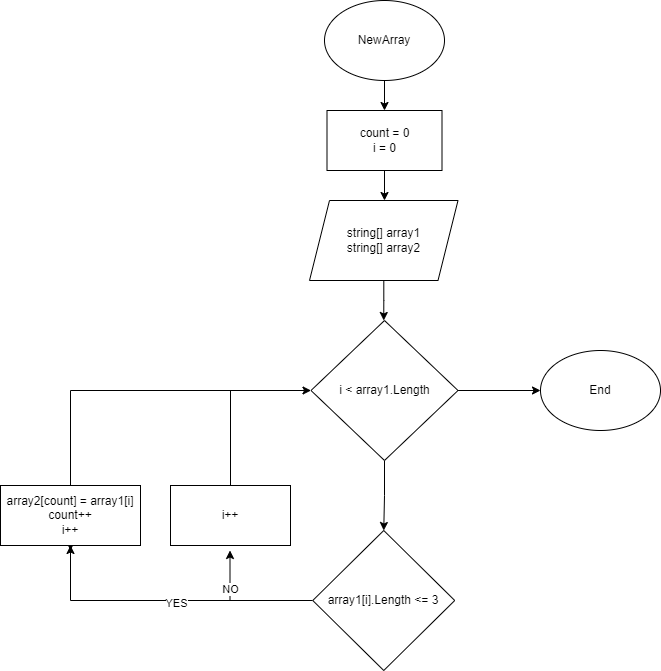 NewArray
count = 0
i = 0
string[] array1
string[] array2
i < array1.Length
End
array2[count] = array1[i]
count++
i++
i++
NO
YES
array1[i].Length <= 3